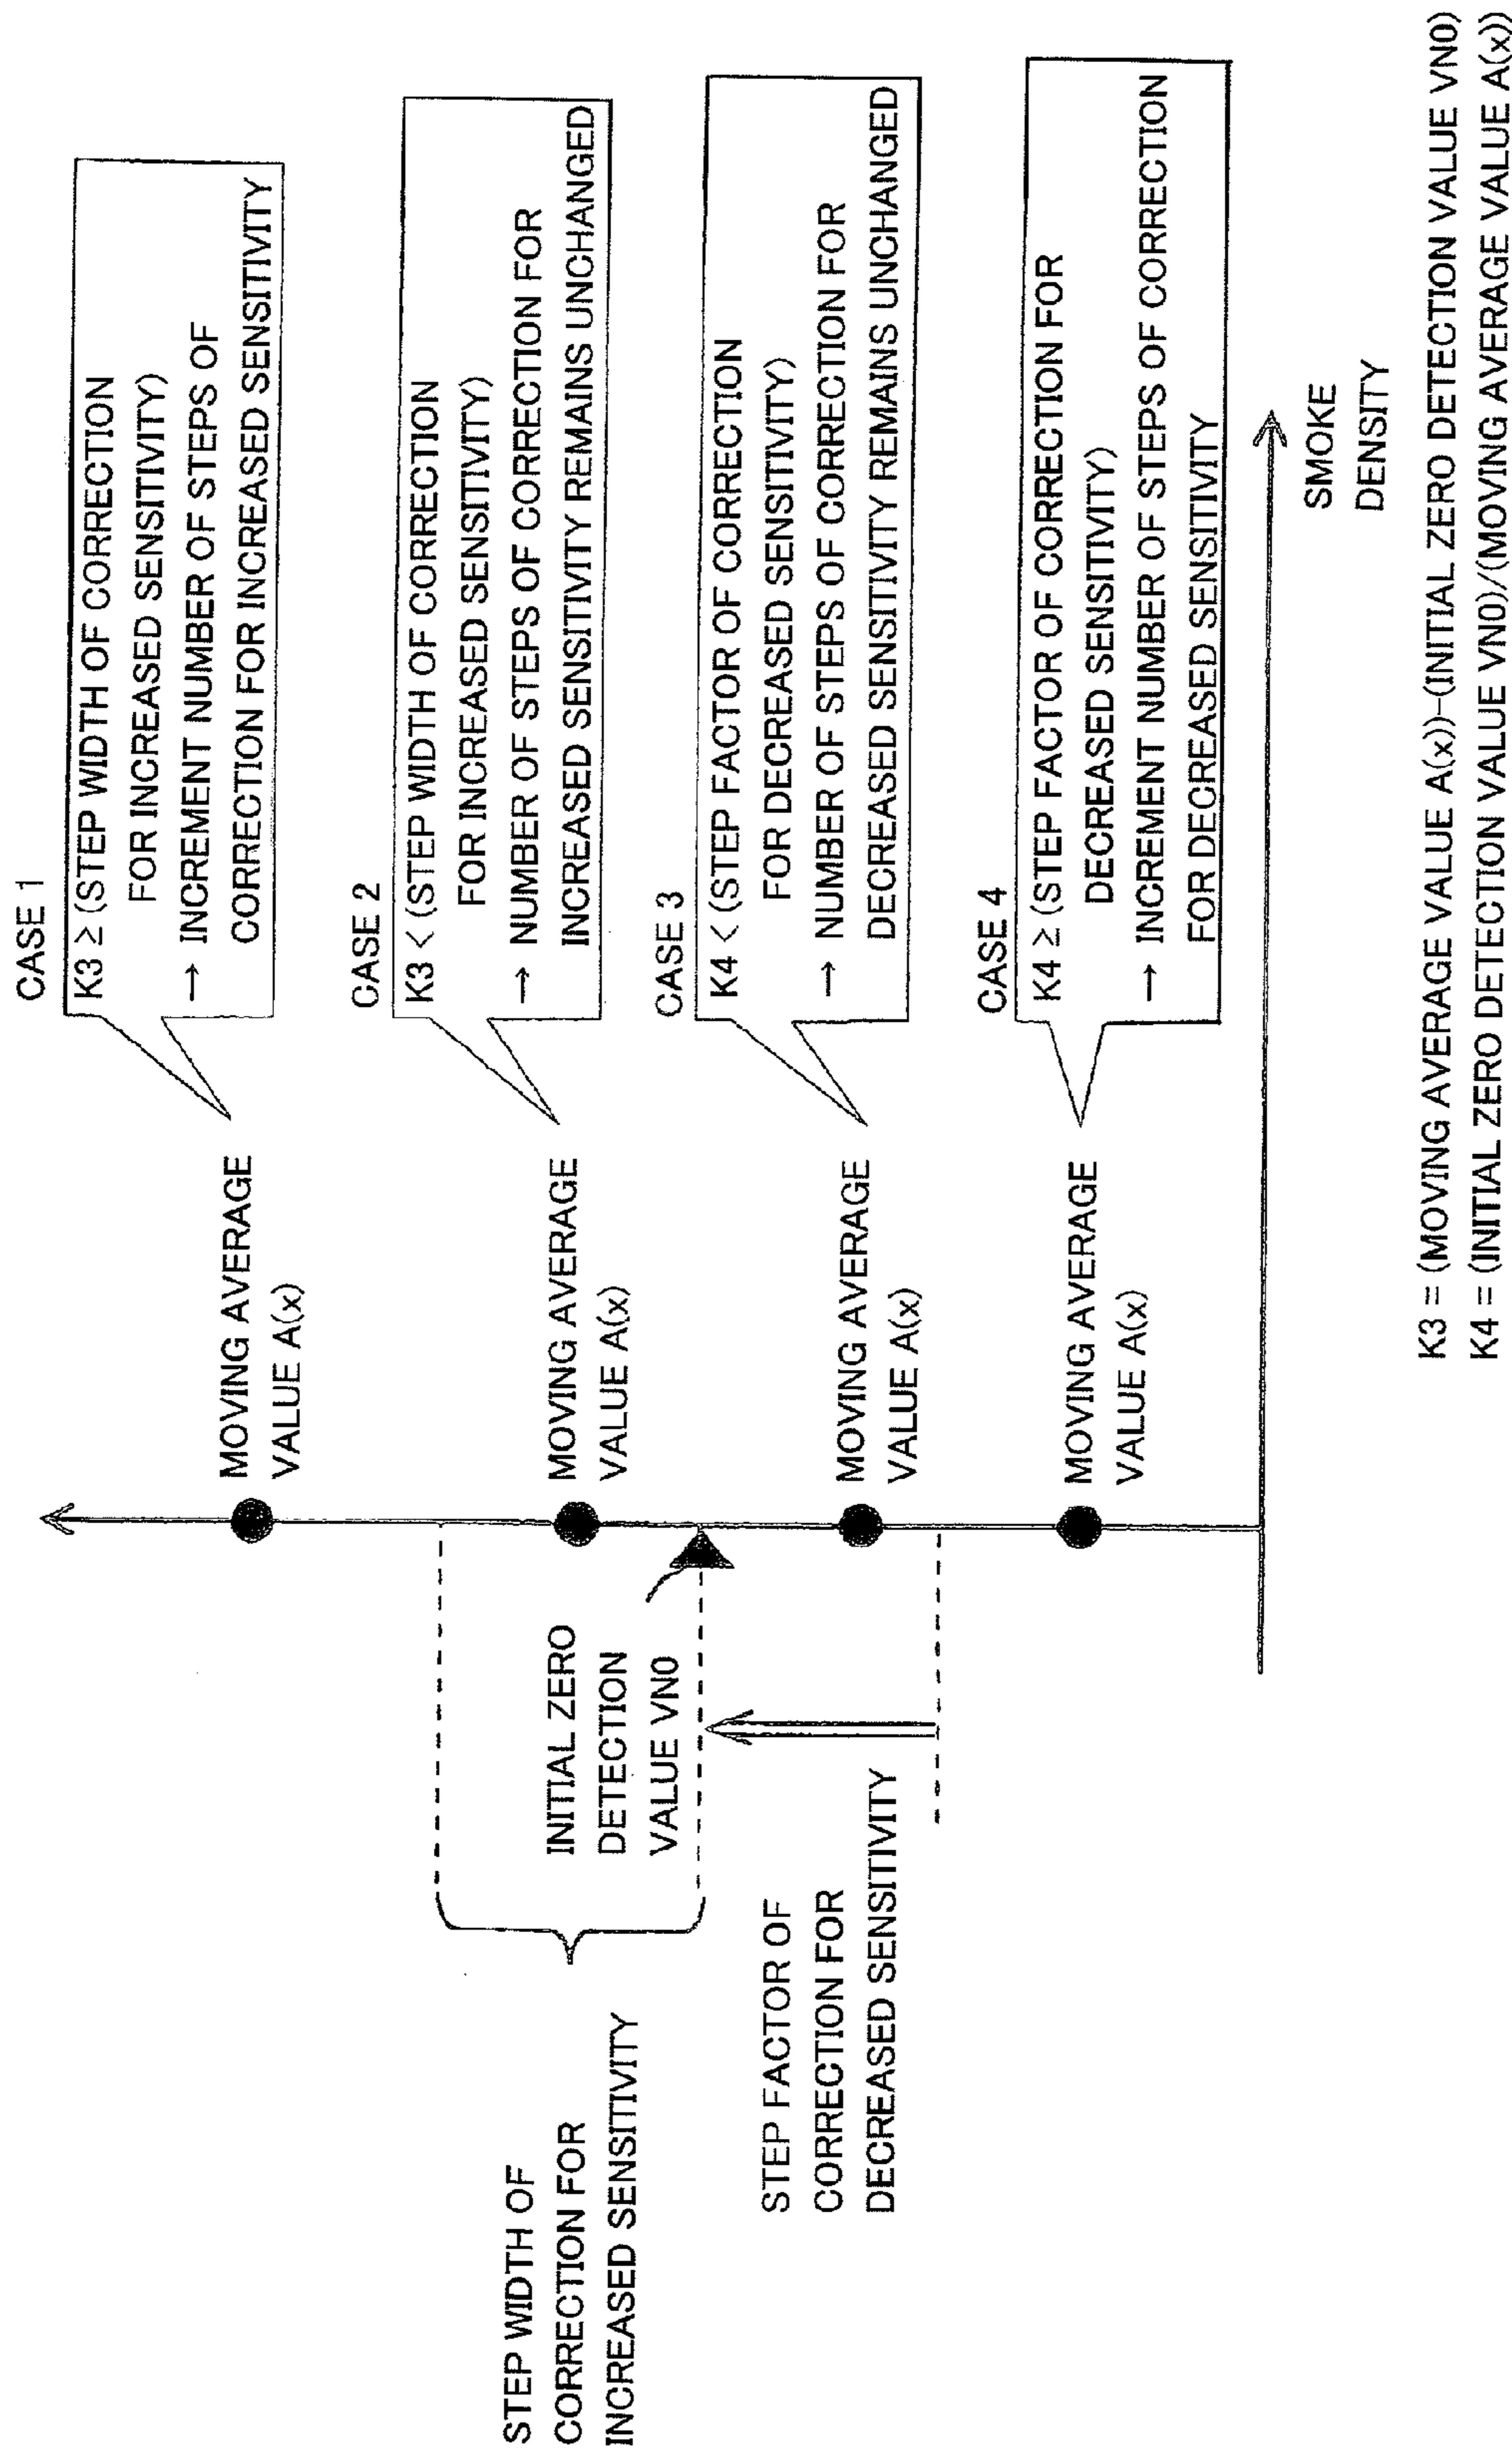 CASE 1
K3 ≥ (STEP WIDTH OF CORRECTION
FOR INCREASED SENSITIVITY)
→ INCREMENT NUMBER OF STEPS OF
CORRECTION FOR INCREASED SENSITIVITY
MOVING AVERAGE
VALUE A(x)
CASE 2
K3 < (STEP WIDTH OF CORRECTION
FOR INCREASED SENSITIVITY)
→ NUMBER OF STEPS OF CORRECTION FOR
INCREASED SENSITIVITY REMAINS UNCHANGED
MOVING AVERAGE
VALUE A(x)
STEP WIDTH OF
CORRECTION FOR
INCREASED SENSITIVITY
INITIAL ZERO
DETECTION
VALUE VN0
CASE 3
K4 < (STEP FACTOR OF CORRECTION
FOR DECREASED SENSITIVITY)
→ NUMBER OF STEPS OF CORRECTION FOR
DECREASED SENSITIVITY REMAINS UNCHANGED
MOVING AVERAGE
VALUE A(x)
STEP FACTOR OF
CORRECTION FOR
DECREASED SENSITIVITY
CASE 4
K4 ≥ (STEP FACTOR OF CORRECTION FOR
DECREASED SENSITIVITY)
→ INCREMENT NUMBER OF STEPS OF CORRECTION
FOR DECREASED SENSITIVITY
MOVING AVERAGE
VALUE A(x)
SMOKE
DENSITY
K3 = (MOVING AVERAGE VALUE A(x))-(INITIAL ZERO DETECTION VALUE VN0)
K4 = (INITIAL ZERO DETECTION VALUE VN0)/(MOVING AVERAGE VALUE A(x))